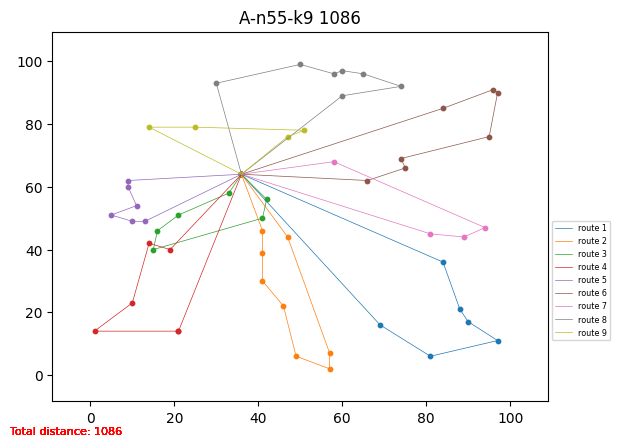 A-n55-k9 1086
100
80
60
40
20
0
0 20 40 60 80 100
route 1
route 2
route 3
route 4
route 5
route 6
route 7
route 8
route 9
Total distance: 1086